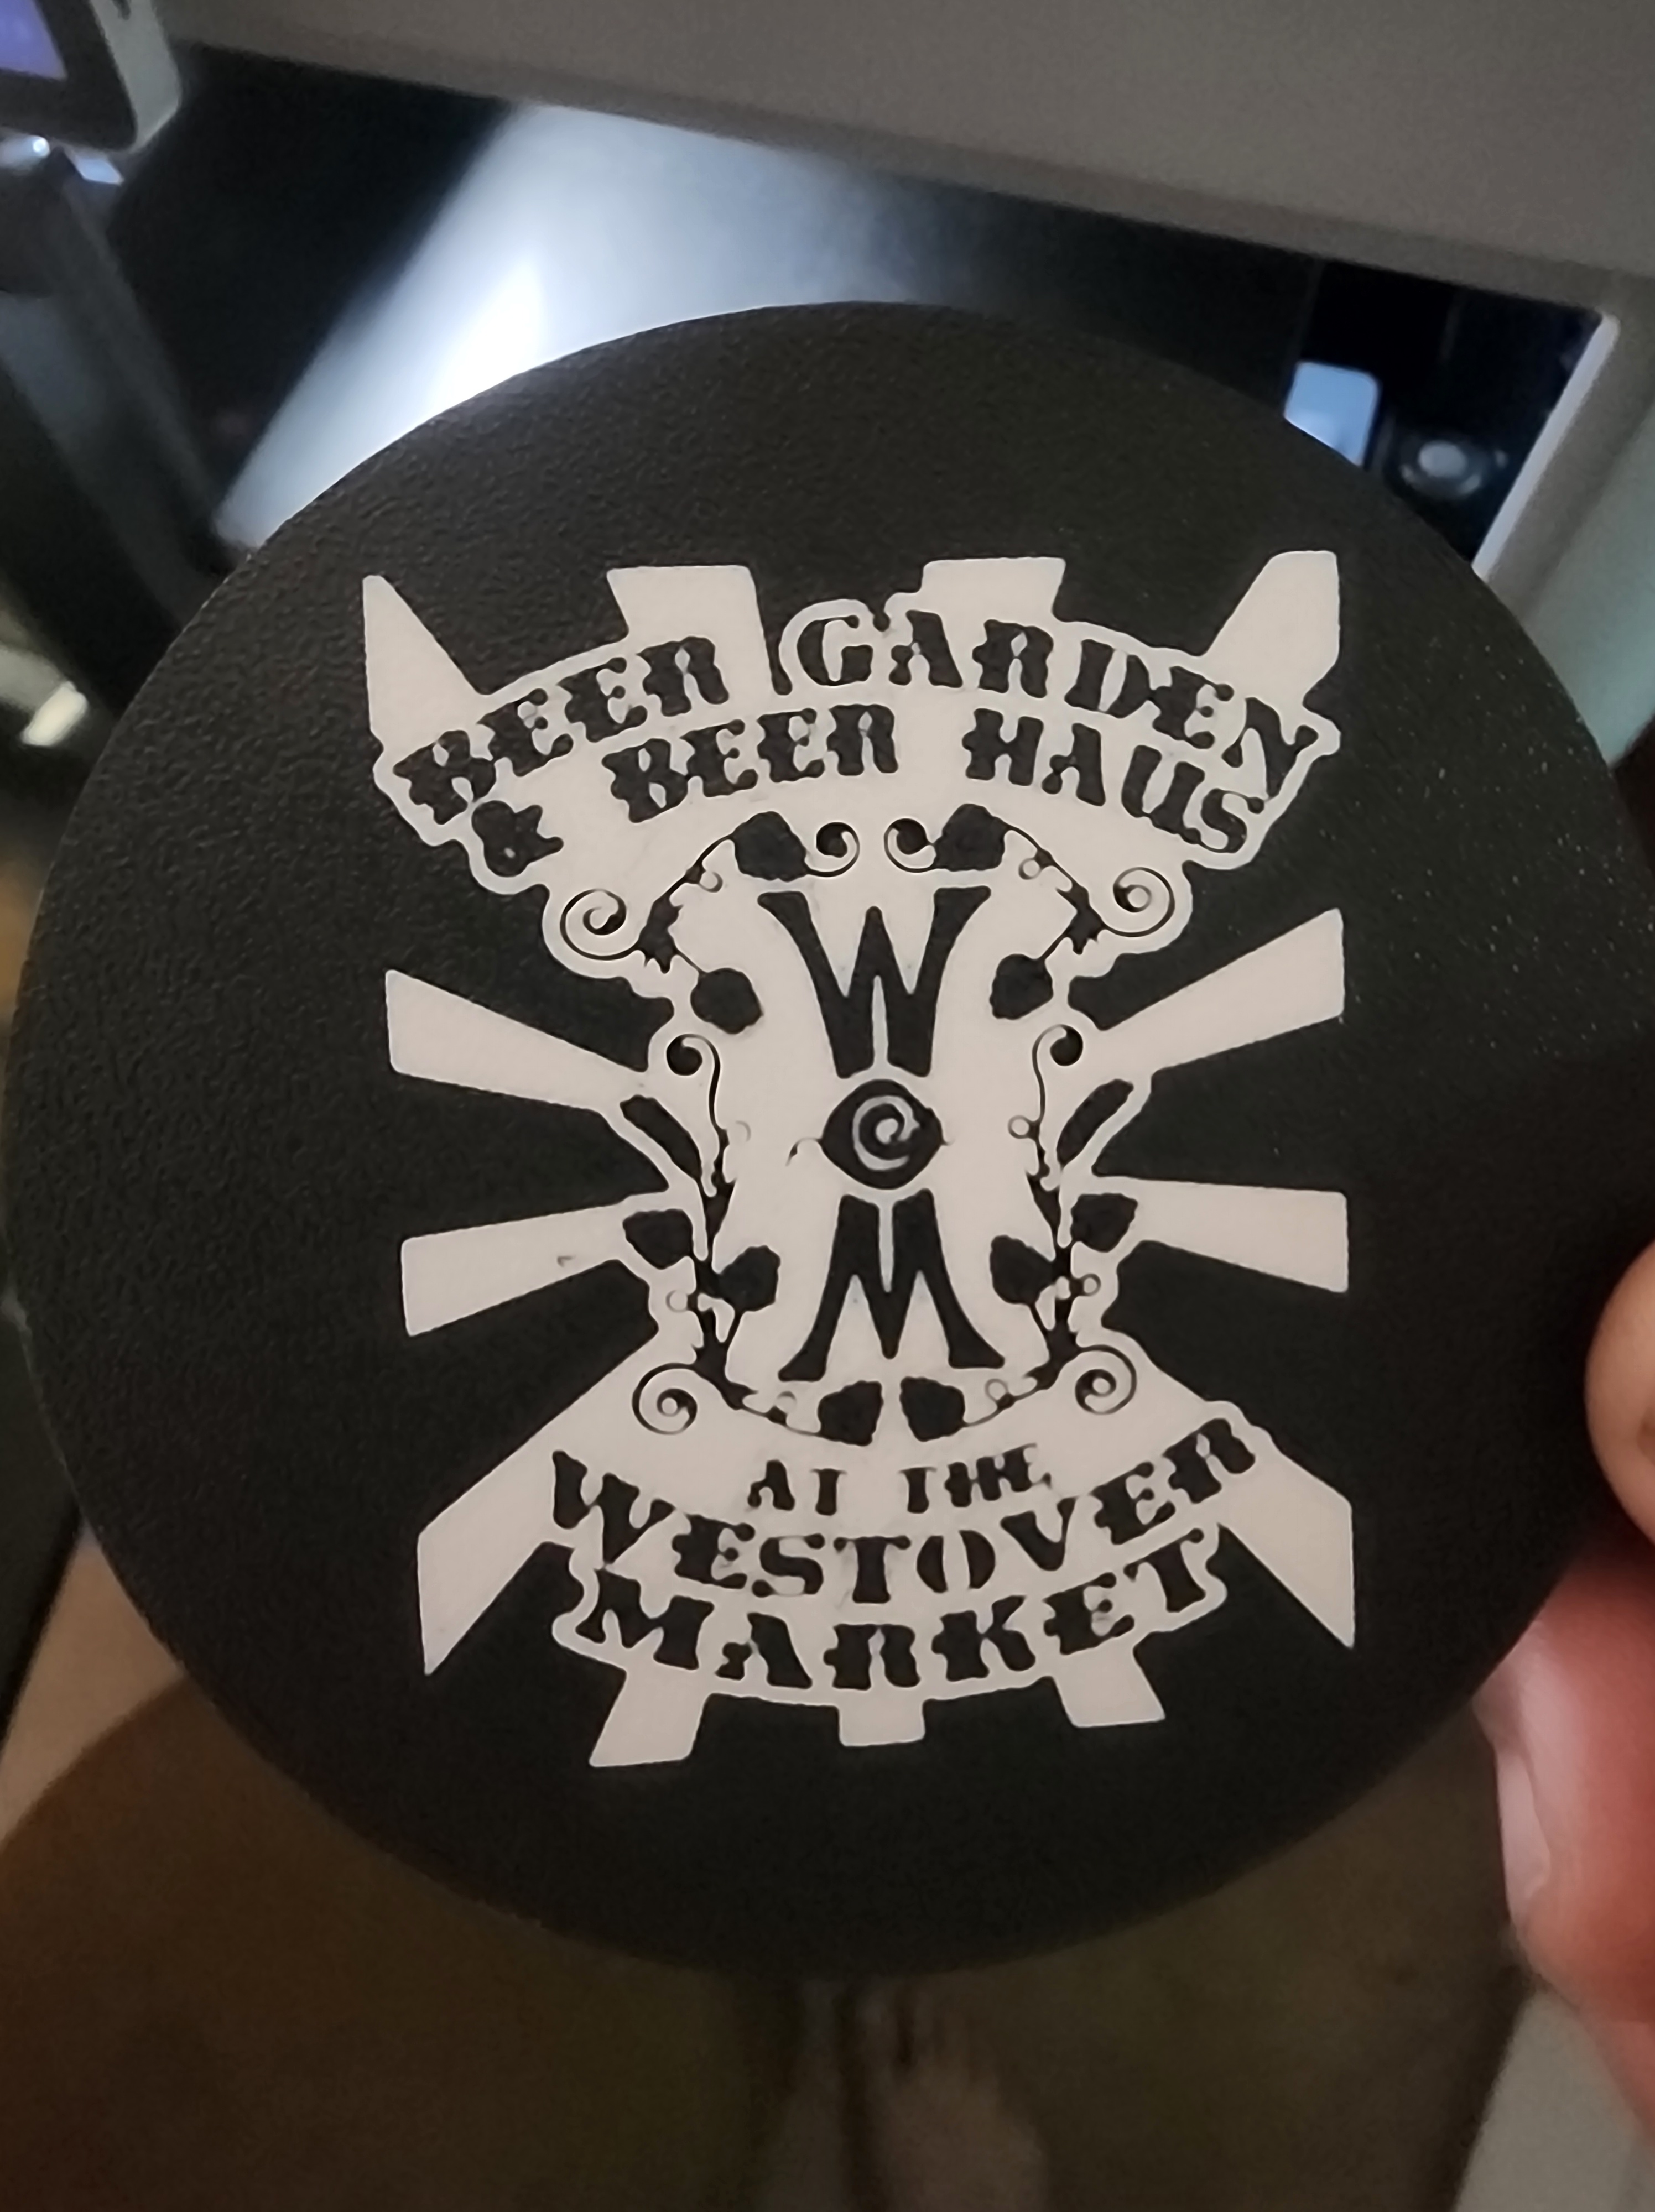 BEER GARDEN
& BEER HAUS
W
M
AT THE
WESTOVER
MARKET